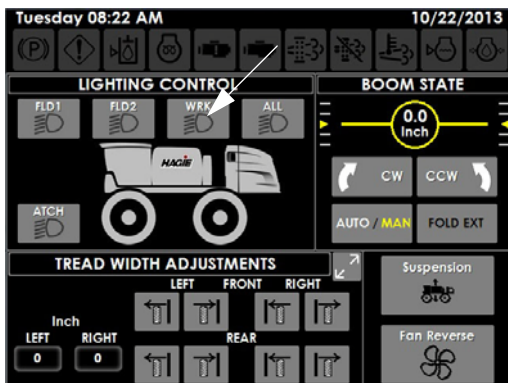 Tuesday 08:22 AM 10/22/2013
LIGHTING CONTROL
FLD1 FLD2 WRK ALL
HAGIE
ATCH
BOOM STATE
0.0
Inch
CW CCW
AUTO / MAN FOLD EXT
TREAD WIDTH ADJUSTMENTS
LEFT FRONT RIGHT
Inch
LEFT RIGHT REAR
0 0
Suspension
Fan Reverse